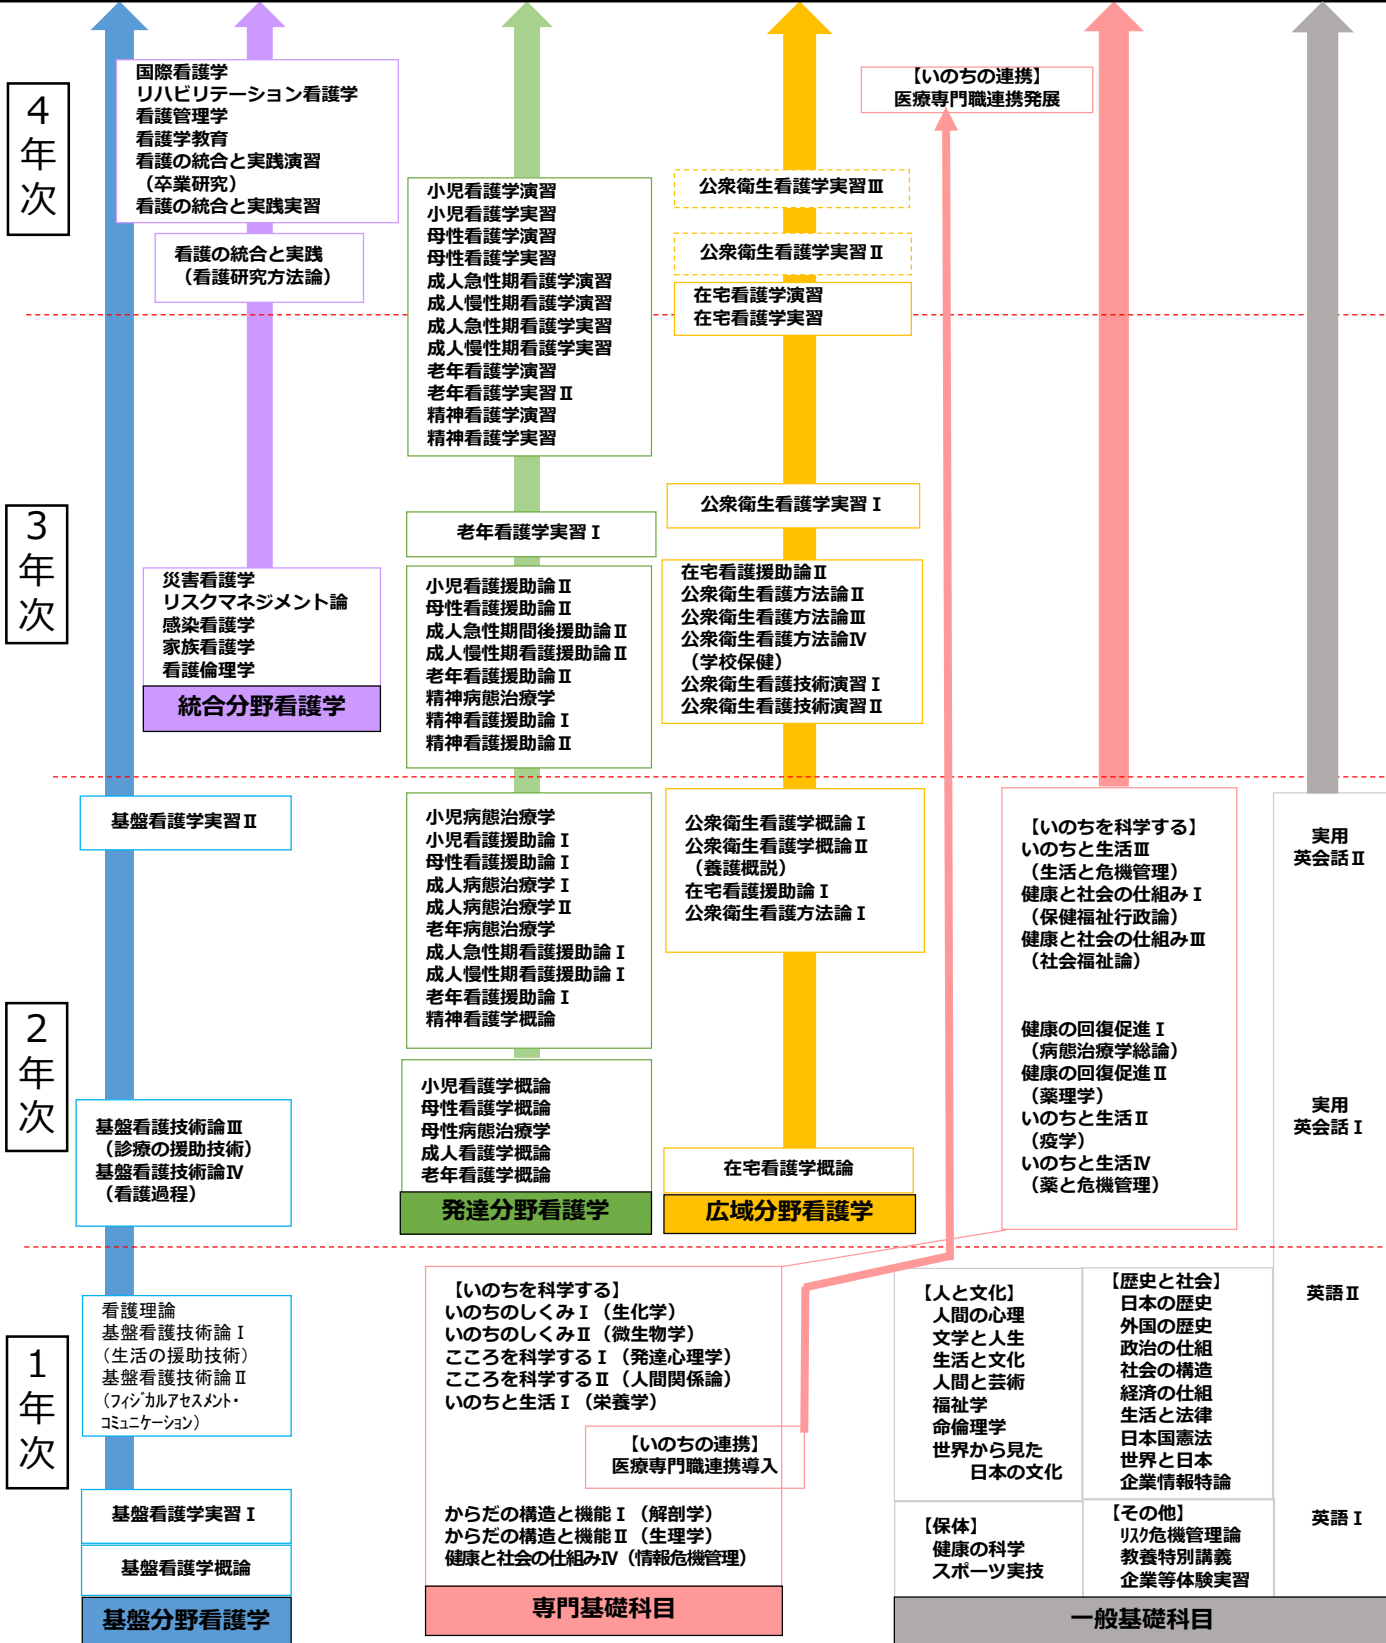 4
年
次
国際看護学
リハビリテーション看護学
看護管理学
看護学教育
看護の統合と実践演習
（卒業研究）
看護の統合と実践実習
看護の統合と実践
（看護研究方法論）
小児看護学演習
小児看護学実習
母性看護学演習
母性看護学実習
成人急性期看護学演習
成人慢性期看護学演習
成人急性期看護学実習
成人慢性期看護学実習
老年看護学演習
老年看護学実習Ⅱ
精神看護学演習
精神看護学実習
公衆衛生看護学実習Ⅲ
公衆衛生看護学実習Ⅱ
在宅看護学演習
在宅看護学実習
【いのちの連携】
医療専門職連携発展
3
年
次
災害看護学
リスクマネジメント論
感染看護学
家族看護学
看護倫理学
統合分野看護学
老年看護学実習Ⅰ
小児看護援助論Ⅱ
母性看護援助論Ⅱ
成人急性期間後援助論Ⅱ
成人慢性期看護援助論Ⅱ
老年看護援助論Ⅱ
精神病態治療学
精神看護援助論Ⅰ
精神看護援助論Ⅱ
公衆衛生看護学実習Ⅰ
在宅看護援助論Ⅱ
公衆衛生看護方法論Ⅱ
公衆衛生看護方法論Ⅲ
公衆衛生看護方法論Ⅳ
（学校保健）
公衆衛生看護技術演習Ⅰ
公衆衛生看護技術演習Ⅱ
2
年
次
基盤看護学実習Ⅱ
基盤看護技術論Ⅲ
（診療の援助技術）
基盤看護技術論Ⅳ
（看護過程）
小児病態治療学
小児看護援助論Ⅰ
母性看護援助論Ⅰ
成人病態治療学Ⅰ
成人病態治療学Ⅱ
老年病態治療学
成人急性期看護援助論Ⅰ
成人慢性期看護援助論Ⅰ
老年看護援助論Ⅰ
精神看護学概論
小児看護学概論
母性看護学概論
母性病態治療学
成人看護学概論
老年看護学概論
発達分野看護学
公衆衛生看護学概論Ⅰ
公衆衛生看護学概論Ⅱ
（養護概説）
在宅看護援助論Ⅰ
公衆衛生看護方法論Ⅰ
在宅看護学概論
広域分野看護学
【いのちを科学する】
いのちと生活Ⅲ
（生活と危機管理）
健康と社会の仕組みⅠ
（保健福祉行政論）
健康と社会の仕組みⅢ
（社会福祉論）
健康の回復促進Ⅰ
（病態治療学総論）
健康の回復促進Ⅱ
（薬理学）
いのちと生活Ⅱ
（疫学）
いのちと生活Ⅳ
（薬と危機管理）
実用
英会話Ⅱ
実用
英会話Ⅰ
1
年
次
看護理論
基盤看護技術論Ⅰ
（生活の援助技術）
基盤看護技術論Ⅱ
（フィジカルアセスメント・
コミュニケーション）
基盤看護学実習Ⅰ
基盤看護学概論
基盤分野看護学
【いのちを科学する】
いのちのしくみⅠ（生化学）
いのちのしくみⅡ（微生物学）
こころを科学するⅠ（発達心理学）
こころを科学するⅡ（人間関係論）
いのちと生活Ⅰ（栄養学）
【いのちの連携】
医療専門職連携導入
からだの構造と機能Ⅰ（解剖学）
からだの構造と機能Ⅱ（生理学）
健康と社会の仕組みⅣ（情報危機管理）
専門基礎科目
【人と文化】
人間の心理
文学と人生
生活と文化
人間と芸術
福祉学
命倫理学
世界から見た
日本の文化
【保体】
健康の科学
スポーツ実技
【歴史と社会】
日本の歴史
外国の歴史
政治の仕組
社会の構造
経済の仕組
生活と法律
日本国憲法
世界と日本
企業情報特論
【その他】
リスク危機管理論
教養特別講義
企業等体験実習
英語Ⅱ
英語Ⅰ
一般基礎科目